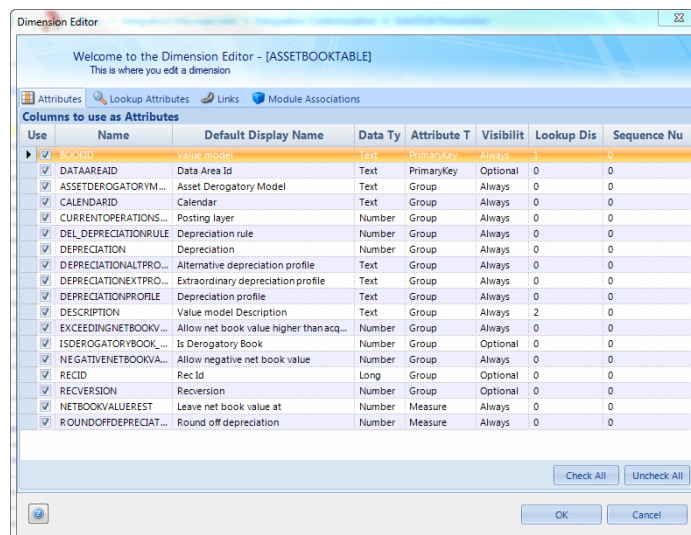 Dimension Editor
Welcome to the Dimension Editor - [ASSETBOOKTABLE]
This is where you edit a dimension
Attributes Lookup Attributes Links Module Associations
Columns to use as Attributes
Use Name Default Display Name Data Ty Attribute T Visibilit Lookup Dis Sequence Nu
BOOKID Value model Text PrimaryKey Always 1 0
DATAAREAID Data Area Id Text PrimaryKey Optional 0 0
ASSETDEROGATORYM... Asset Derogatory Model Text Group Always 0 0
CALENDARID Calendar Text Group Always 0 0
CURRENTOPERATIONS... Posting layer Number Group Always 0 0
DEL_DEPRECIATIONRULE Depreciation rule Number Group Always 0 0
DEPRECIATION Depreciation Number Group Always 0 0
DEPRECIATIONALTPRO... Alternative depreciation profile Text Group Always 0 0
DEPRECIATIONEXTPRO... Extraordinary depreciation profile Text Group Always 0 0
DEPRECIATIONPROFILE Depreciation profile Text Group Always 0 0
DESCRIPTION Value model Description Text Group Always 2 0
EXCEEDINGNETBOOKV... Allow net book value higher than acq... Number Group Always 0 0
ISDEROGATORYBOOK_... Is Derogatory Book Number Group Optional 0 0
NEGATIVENETBOOKVA... Allow negative net book value Number Group Always 0 0
RECID Rec Id Long Group Optional 0 0
RECVERSION Recversion Number Group Optional 0 0
NETBOOKVALUEREST Leave net book value at Number Measure Always 0 0
ROUNDOFFDEPRECIAT... Round off depreciation Number Measure Always 0 0
Check All Uncheck All
OK Cancel